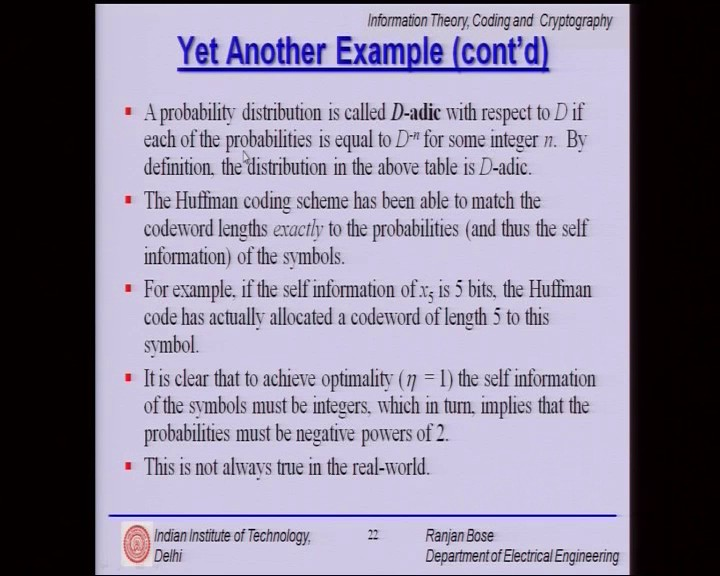 Information Theory, Coding and Cryptography
Yet Another Example (cont'd)
A probability distribution is called D-adic with respect to D if
each of the probabilities is equal to D⁻ⁿ for some integer n. By
definition, the distribution in the above table is D-adic.
The Huffman coding scheme has been able to match the
codeword lengths exactly to the probabilities (and thus the self
information) of the symbols.
For example, if the self information of x₅ is 5 bits, the Huffman
code has actually allocated a codeword of length 5 to this
symbol.
It is clear that to achieve optimality (η = 1) the self information
of the symbols must be integers, which in turn, implies that the
probabilities must be negative powers of 2.
This is not always true in the real-world.
Indian Institute of Technology,
Delhi
22
Ranjan Bose
Department of Electrical Engineering